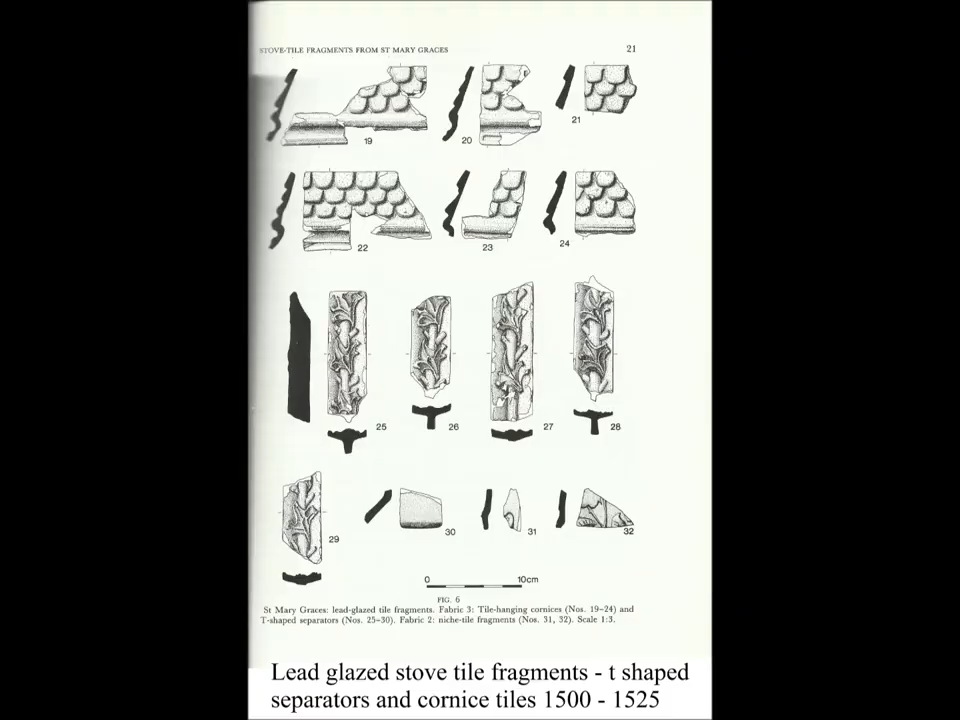 STOVE-TILE FRAGMENTS FROM ST MARY GRACES 21
19 20 21
22 23 24
25 26 27 28
29 30 31 32
0 10cm
FIG. 6
St Mary Graces: lead-glazed tile fragments. Fabric 3: Tile-hanging cornices (Nos. 19–24) and
T-shaped separators (Nos. 25–30). Fabric 2: niche-tile fragments (Nos. 31, 32). Scale 1:3.
Lead glazed stove tile fragments - t shaped
separators and cornice tiles 1500 - 1525